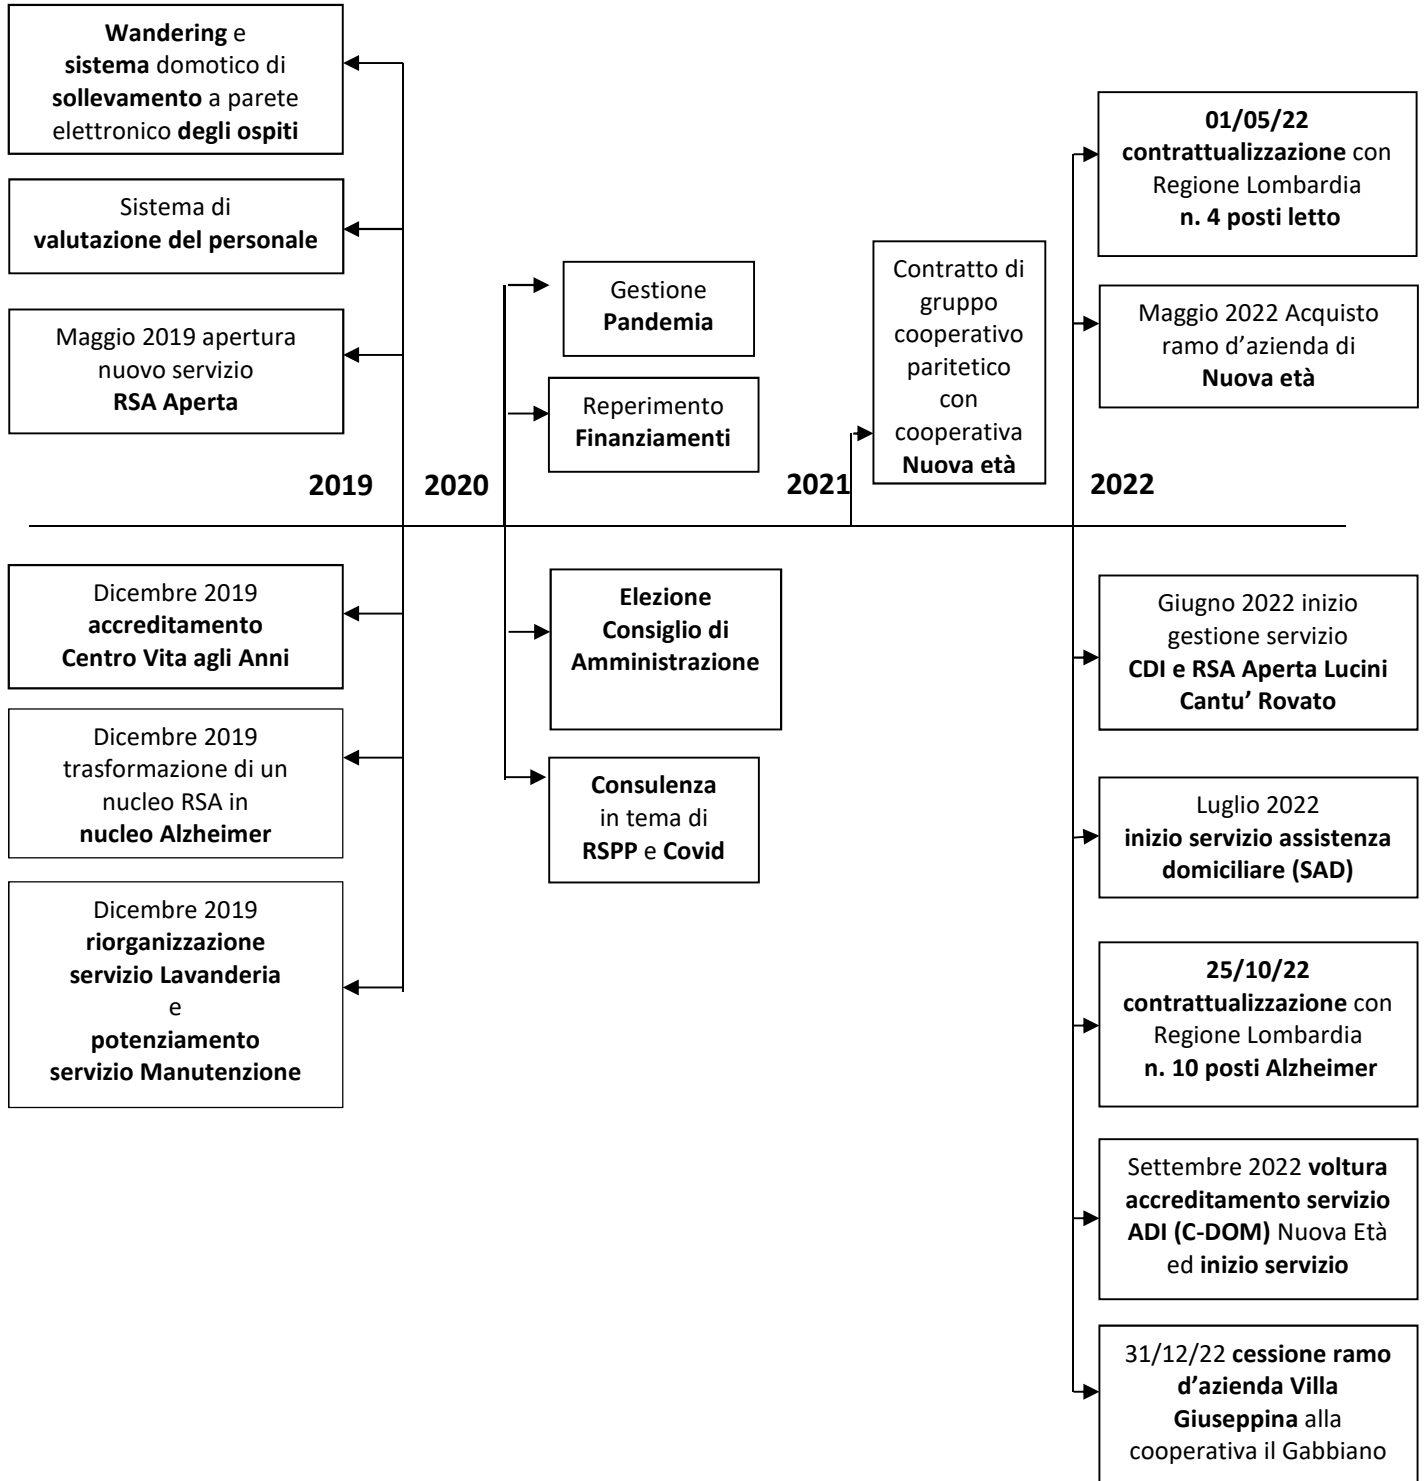 Wandering e
sistema domotico di
sollevamento a parete
elettronico degli ospiti
Sistema di
valutazione del personale
Maggio 2019 apertura
nuovo servizio
RSA Aperta
Gestione
Pandemia
Reperimento
Finanziamenti
Contratto di
gruppo
cooperativo
paritetico
con
cooperativa
Nuova età
01/05/22
contrattualizzazione con
Regione Lombardia
n. 4 posti letto
Maggio 2022 Acquisto
ramo d’azienda di
Nuova età
2019
2020
2021
2022
Dicembre 2019
accreditamento
Centro Vita agli Anni
Dicembre 2019
trasformazione di un
nucleo RSA in
nucleo Alzheimer
Dicembre 2019
riorganizzazione
servizio Lavanderia
e
potenziamento
servizio Manutenzione
Elezione
Consiglio di
Amministrazione
Consulenza
in tema di
RSPP e Covid
Giugno 2022 inizio
gestione servizio
CDI e RSA Aperta Lucini
Cantu’ Rovato
Luglio 2022
inizio servizio assistenza
domiciliare (SAD)
25/10/22
contrattualizzazione con
Regione Lombardia
n. 10 posti Alzheimer
Settembre 2022 voltura
accreditamento servizio
ADI (C-DOM) Nuova Età
ed inizio servizio
31/12/22 cessione ramo
d’azienda Villa
Giuseppina alla
cooperativa il Gabbiano